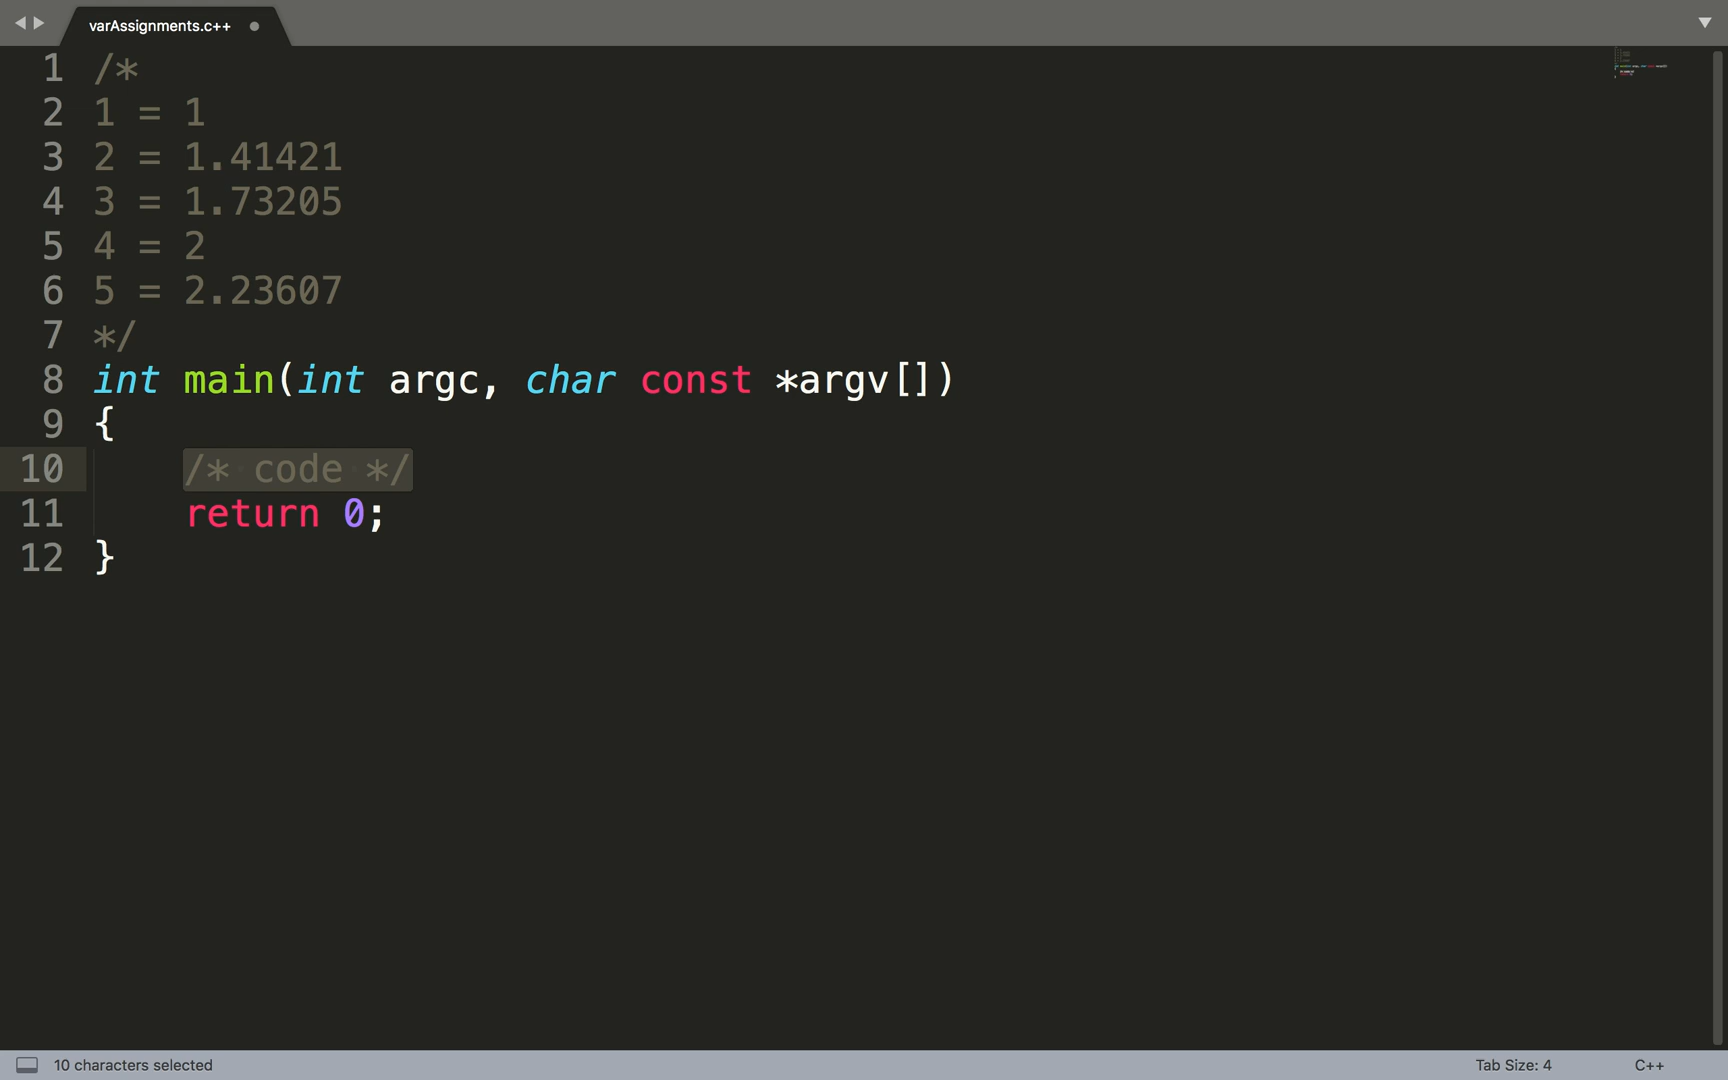 varAssignments.c++
1 /*
2 1 = 1
3 2 = 1.41421
4 3 = 1.73205
5 4 = 2
6 5 = 2.23607
7 */
8 int main(int argc, char const *argv[])
9 {
10 /* code */
11 return 0;
12 }
10 characters selected
Tab Size: 4
C++